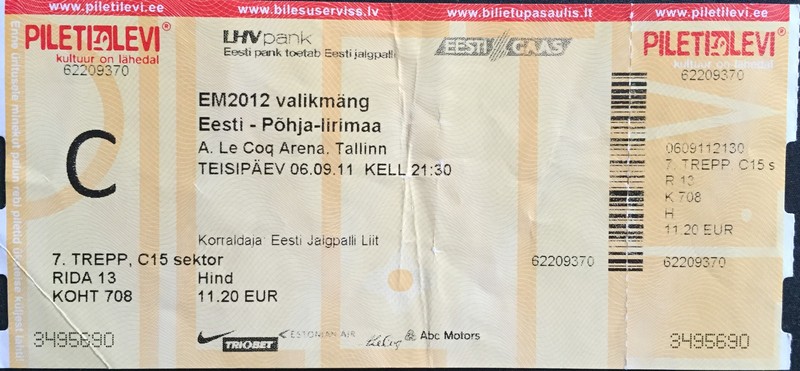 www.piletilevi.ee
www.bilesuserviss.lv
www.bilietupasaulis.lt
www.piletilevi.ee
PILETILEVI®
kultuur on lähedal
62209370
LHV pank
Eesti pank toetab Eesti jalgpalli
EESTI GAAS
PILETILEVI®
kultuur on lähedal
62209370
C
EM2012 valikmäng
Eesti - Põhja-Iirimaa
A. Le Coq Arena, Tallinn
TEISIPÄEV 06.09.11 KELL 21:30
0609112130
7. TREPP, C15 s
R 13
K 708
H
11.20 EUR
Korraldaja: Eesti Jalgpalli Liit
7. TREPP, C15 sektor
RIDA 13
KOHT 708
Hind
11.20 EUR
62209370
62209370
3495690
TRIOBET
ESTONIAN AIR
Abc Motors
3495690